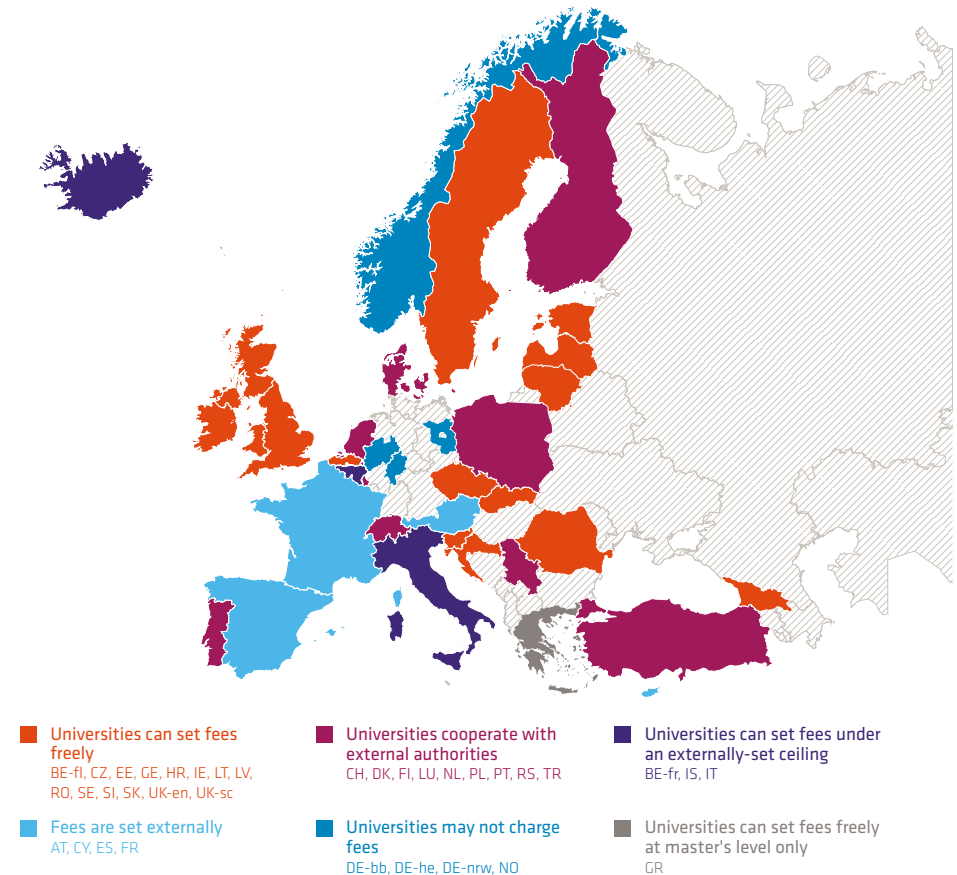 Universities can set fees
freely
BE-fl, CZ, EE, GE, HR, IE, LT, LV,
RO, SE, SI, SK, UK-en, UK-sc
Universities cooperate with
external authorities
CH, DK, FI, LU, NL, PL, PT, RS, TR
Universities can set fees under
an externally-set ceiling
BE-fr, IS, IT
Fees are set externally
AT, CY, ES, FR
Universities may not charge
fees
DE-bb, DE-he, DE-nrw, NO
Universities can set fees freely
at master's level only
GR